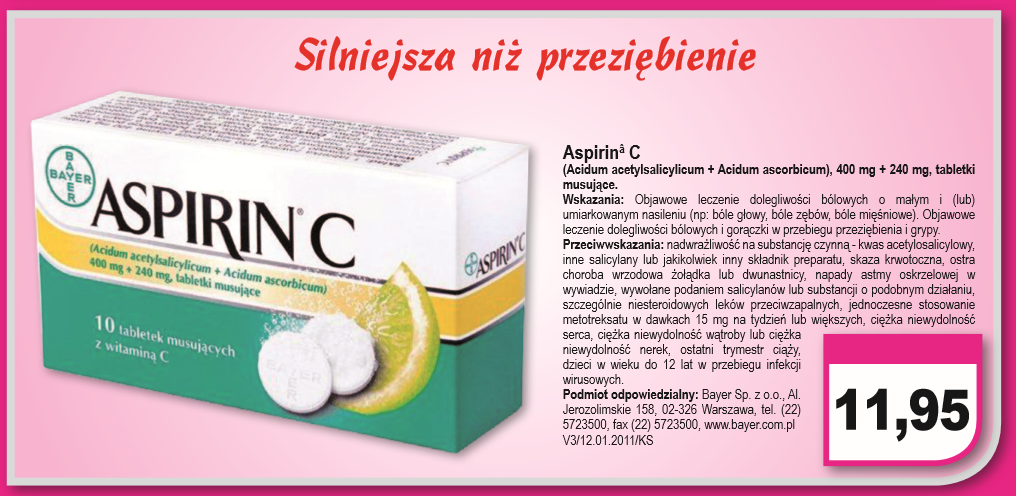 Silniejsza niż przeziębienie
BAYER
BAYER
ASPIRIN® C
(Acidum acetylsalicylicum + Acidum ascorbicum)
400 mg + 240 mg, tabletki musujące
10 tabletek musujących
z witaminą C
BAYER
ASPIRIN® C
Aspirinâ C
(Acidum acetylsalicylicum + Acidum ascorbicum), 400 mg + 240 mg, tabletki
musujące.
Wskazania: Objawowe leczenie dolegliwości bólowych o małym i (lub)
umiarkowanym nasileniu (np: bóle głowy, bóle zębów, bóle mięśniowe). Objawowe
leczenie dolegliwości bólowych i gorączki w przebiegu przeziębienia i grypy.
Przeciwwskazania: nadwrażliwość na substancję czynną - kwas acetylosalicylowy,
inne salicylany lub jakikolwiek inny składnik preparatu, skaza krwotoczna, ostra
choroba wrzodowa żołądka lub dwunastnicy, napady astmy oskrzelowej w
wywiadzie, wywołane podaniem salicylanów lub substancji o podobnym działaniu,
szczególnie niesteroidowych leków przeciwzapalnych, jednoczesne stosowanie
metotreksatu w dawkach 15 mg na tydzień lub większych, ciężka niewydolność
serca, ciężka niewydolność wątroby lub ciężka
niewydolność nerek, ostatni trymestr ciąży,
dzieci w wieku do 12 lat w przebiegu infekcji
wirusowych.
Podmiot odpowiedzialny: Bayer Sp. z o.o., Al.
Jerozolimskie 158, 02-326 Warszawa, tel. (22)
5723500, fax (22) 5723500, www.bayer.com.pl
V3/12.01.2011/KS
11,95